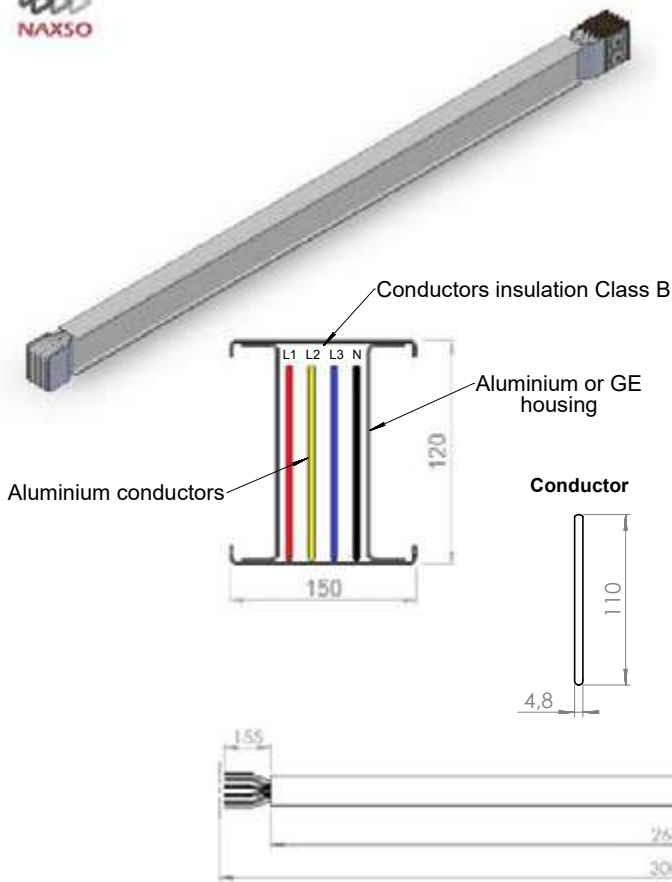 NAXSO
Conductors insulation Class B
L1 L2 L3 N
Aluminium or GE
housing
120
Aluminium conductors
Conductor
150
110
4,8
155